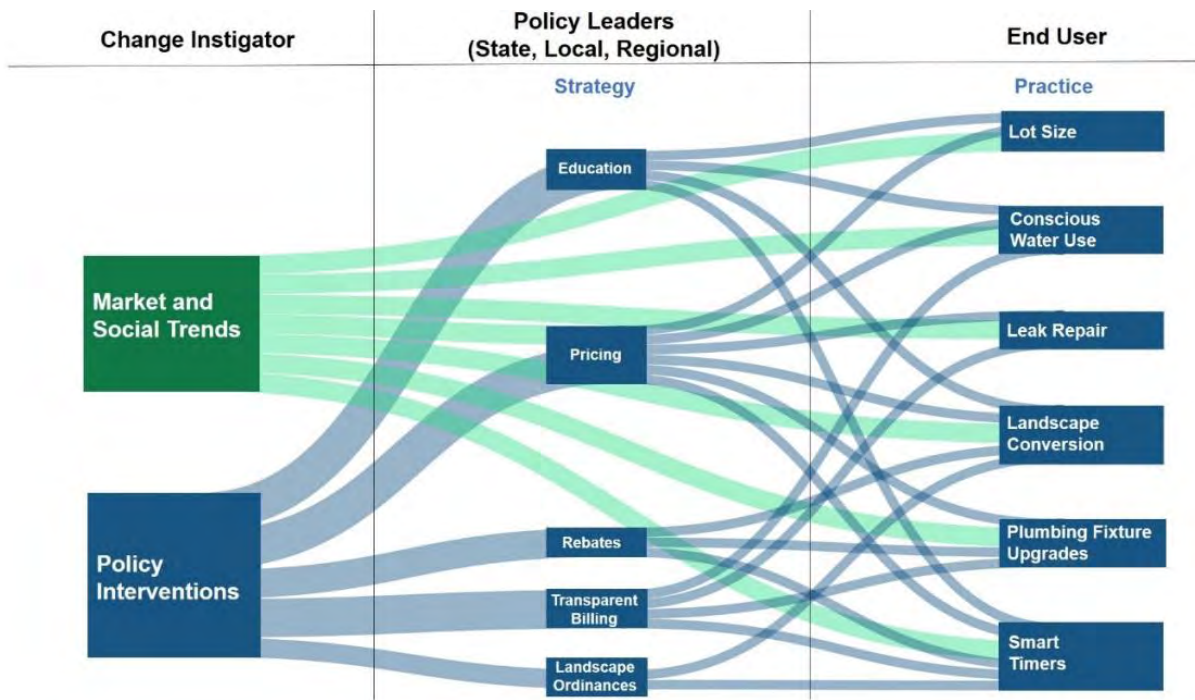 Change Instigator
Policy Leaders
(State, Local, Regional)
End User
Strategy
Practice
Education
Pricing
Rebates
Transparent
Billing
Landscape
Ordinances
Market and
Social Trends
Policy
Interventions
Lot Size
Conscious
Water Use
Leak Repair
Landscape
Conversion
Plumbing Fixture
Upgrades
Smart
Timers